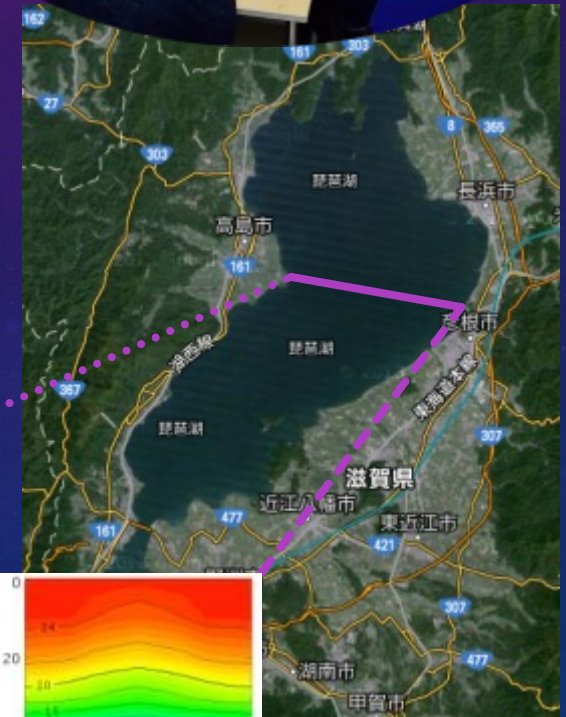 162
161
303
27
8
365
303
琵琶湖
長浜市
高島市
161
彦根市
琵琶湖
湖西線
367
東海道本線
307
琵琶湖
滋賀県
近江八幡市
477
東近江市
161
421
0
307
24
20
477
湖南市
甲賀市